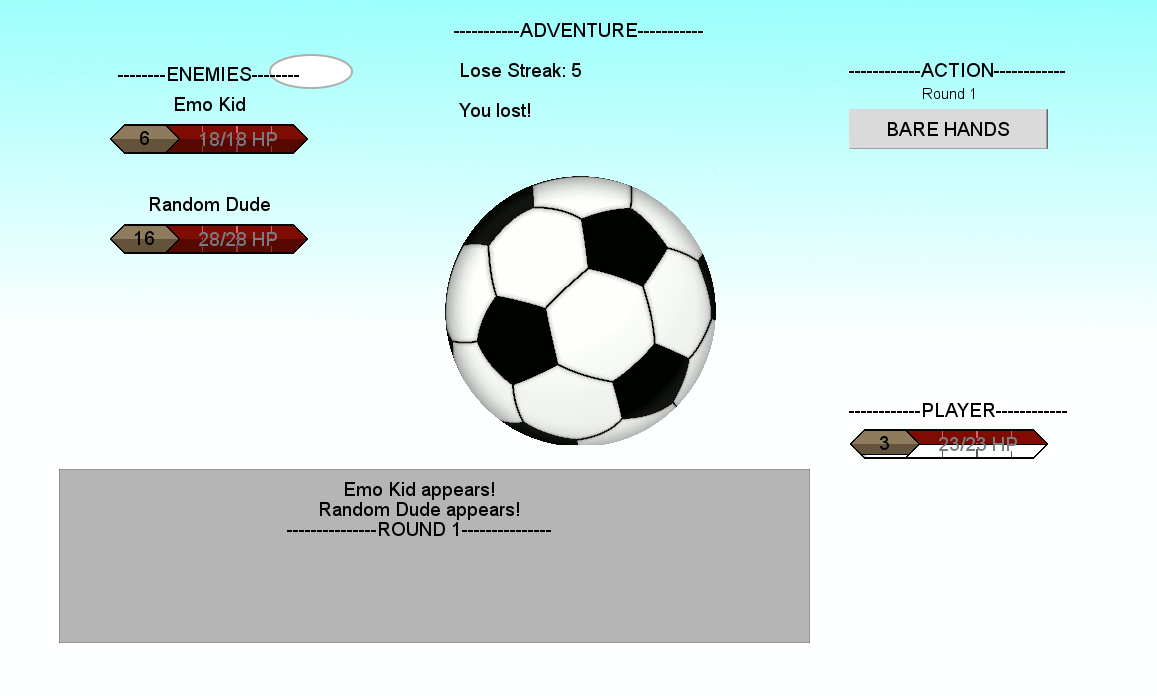 -----------ADVENTURE-----------
Lose Streak: 5
You lost!
--------ENEMIES--------
Emo Kid
6 18/18 HP
Random Dude
16 28/28 HP
------------ACTION------------
Round 1
BARE HANDS
------------PLAYER------------
3 23/23 HP
Emo Kid appears!
Random Dude appears!
---------------ROUND 1---------------